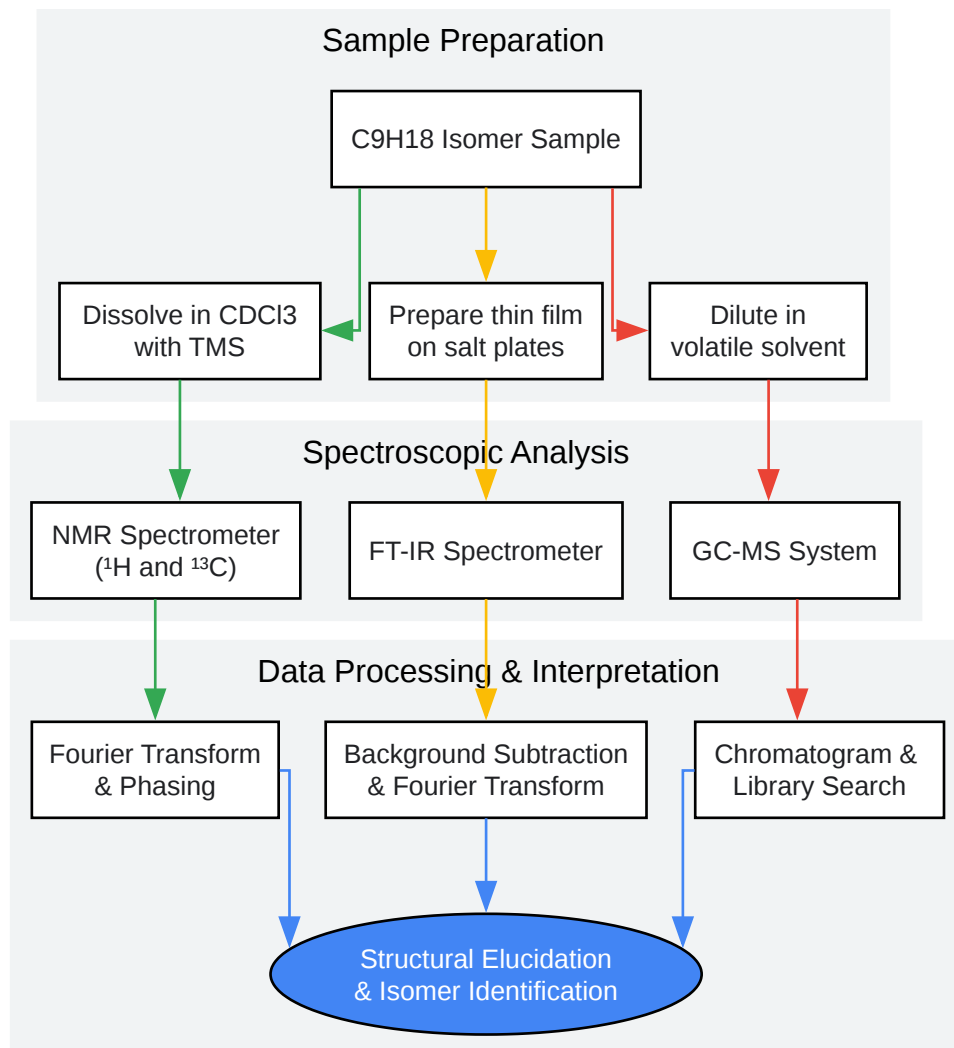 Sample Preparation
C9H18 Isomer Sample
Dissolve in CDCl3
with TMS
Prepare thin film
on salt plates
Dilute in
volatile solvent
Spectroscopic Analysis
NMR Spectrometer
(¹H and ¹³C)
FT-IR Spectrometer
GC-MS System
Data Processing & Interpretation
Fourier Transform
& Phasing
Background Subtraction
& Fourier Transform
Chromatogram &
Library Search
Structural Elucidation
& Isomer Identification